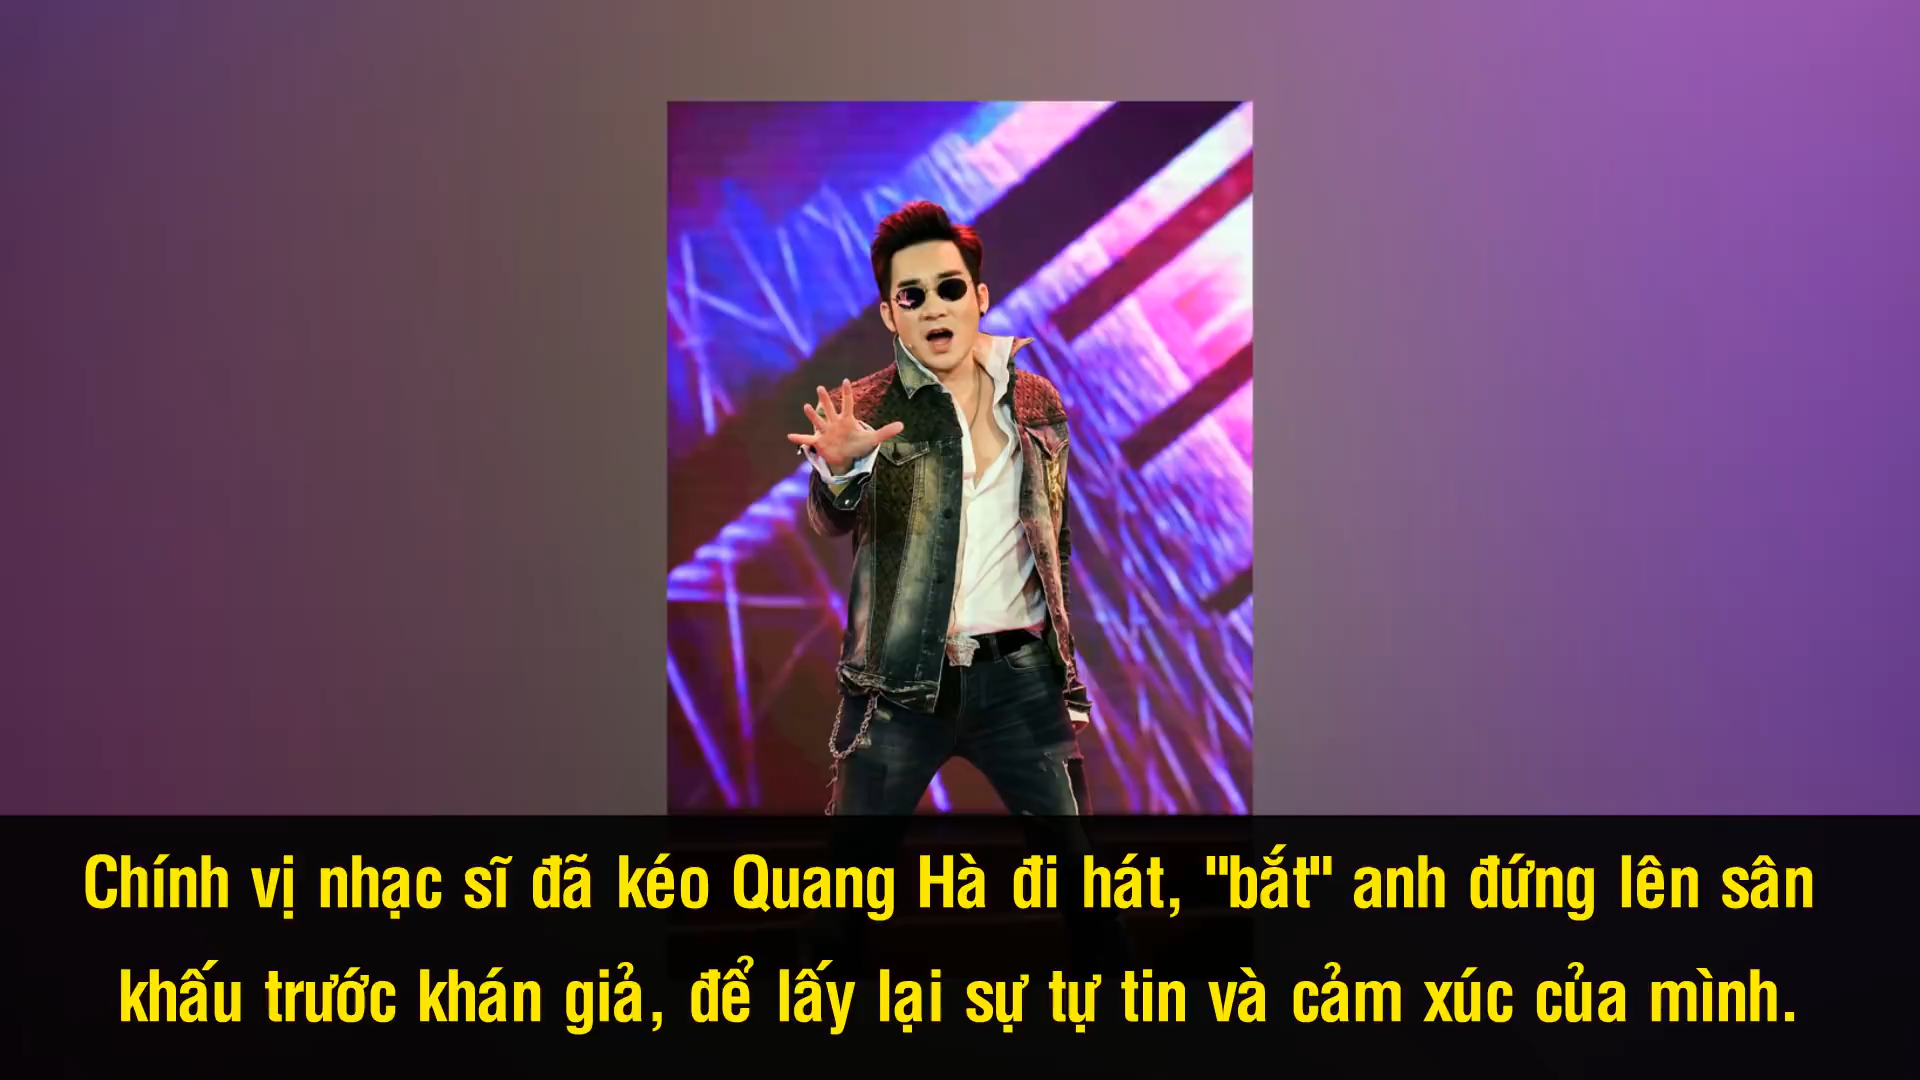 Chính vị nhạc sĩ đã kéo Quang Hà đi hát, "bắt" anh đứng lên sân
khấu trước khán giả, để lấy lại sự tự tin và cảm xúc của mình.